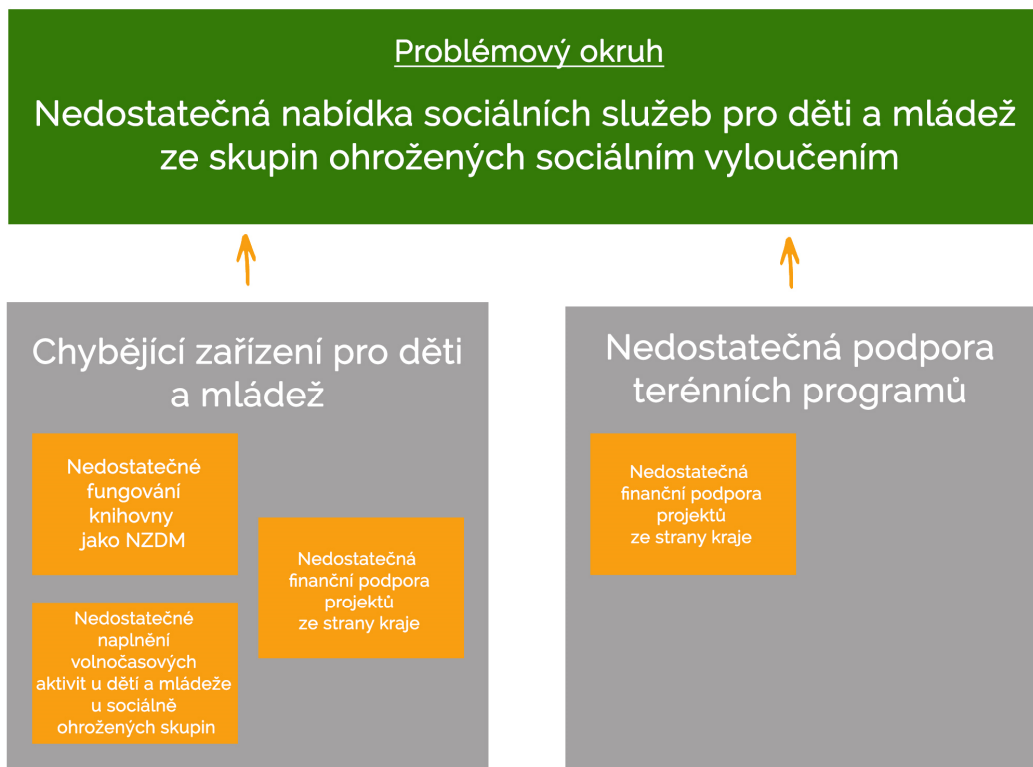 Problémový okruh
Nedostatečná nabídka sociálních služeb pro děti a mládež
ze skupin ohrožených sociálním vyloučením
Chybějící zařízení pro děti
a mládež
Nedostatečné
fungování
knihovny
jako NZDM
Nedostatečná
finanční podpora
projektů
ze strany kraje
Nedostatečné
naplnění
volnočasových
aktivit u dětí a mládeže
u sociálně
ohrožených skupin
Nedostatečná podpora
terénních programů
Nedostatečná
finanční podpora
projektů
ze strany kraje